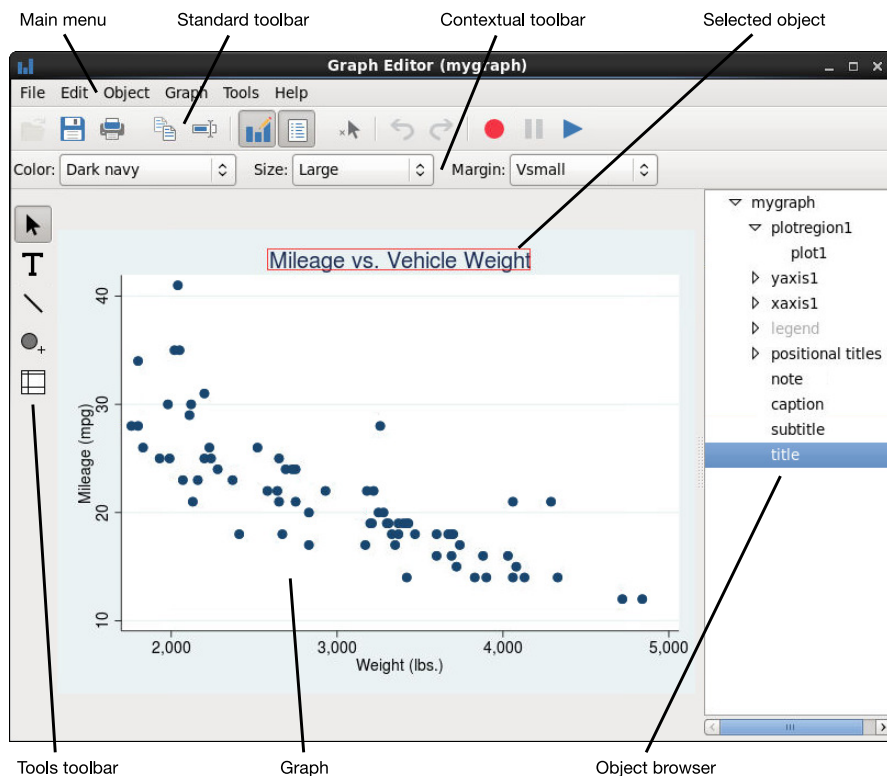 Main menu Standard toolbar Contextual toolbar Selected object
Graph Editor (mygraph)
File Edit Object Graph Tools Help
Color: Dark navy Size: Large Margin: Vsmall
mygraph
plotregion1
plot1
yaxis1
xaxis1
legend
positional titles
note
caption
subtitle
title
T
Mileage vs. Vehicle Weight
Mileage (mpg)
40
30
20
10
2,000 3,000 4,000 5,000
Weight (lbs.)
Tools toolbar Graph Object browser